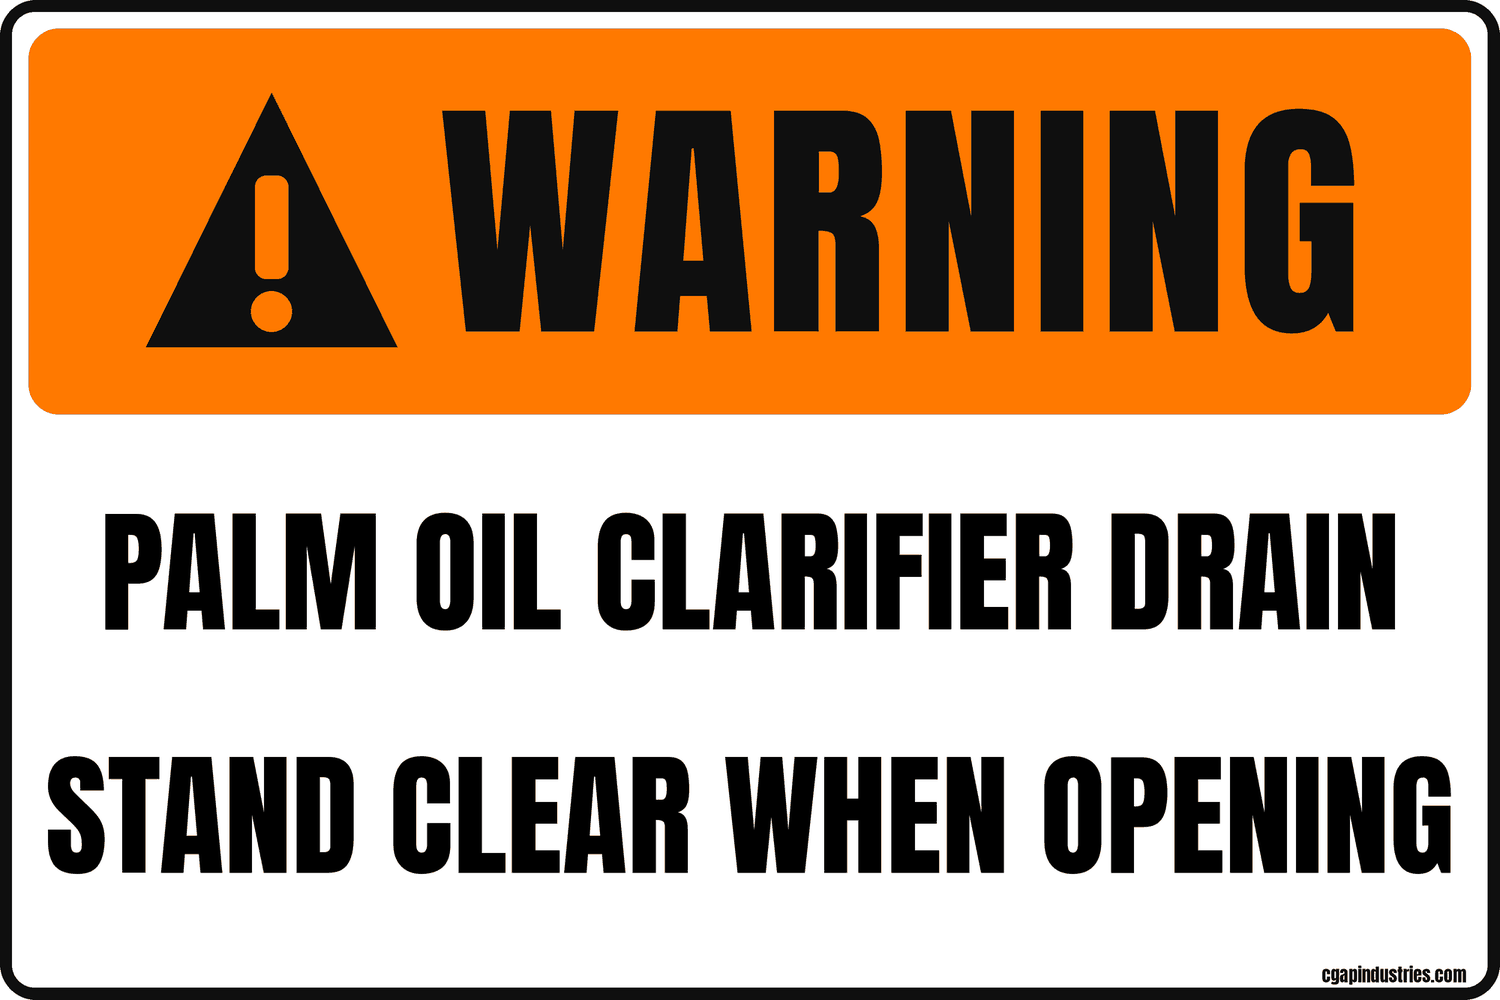 WARNING
PALM OIL CLARIFIER DRAIN
STAND CLEAR WHEN OPENING
cgapindustries.com